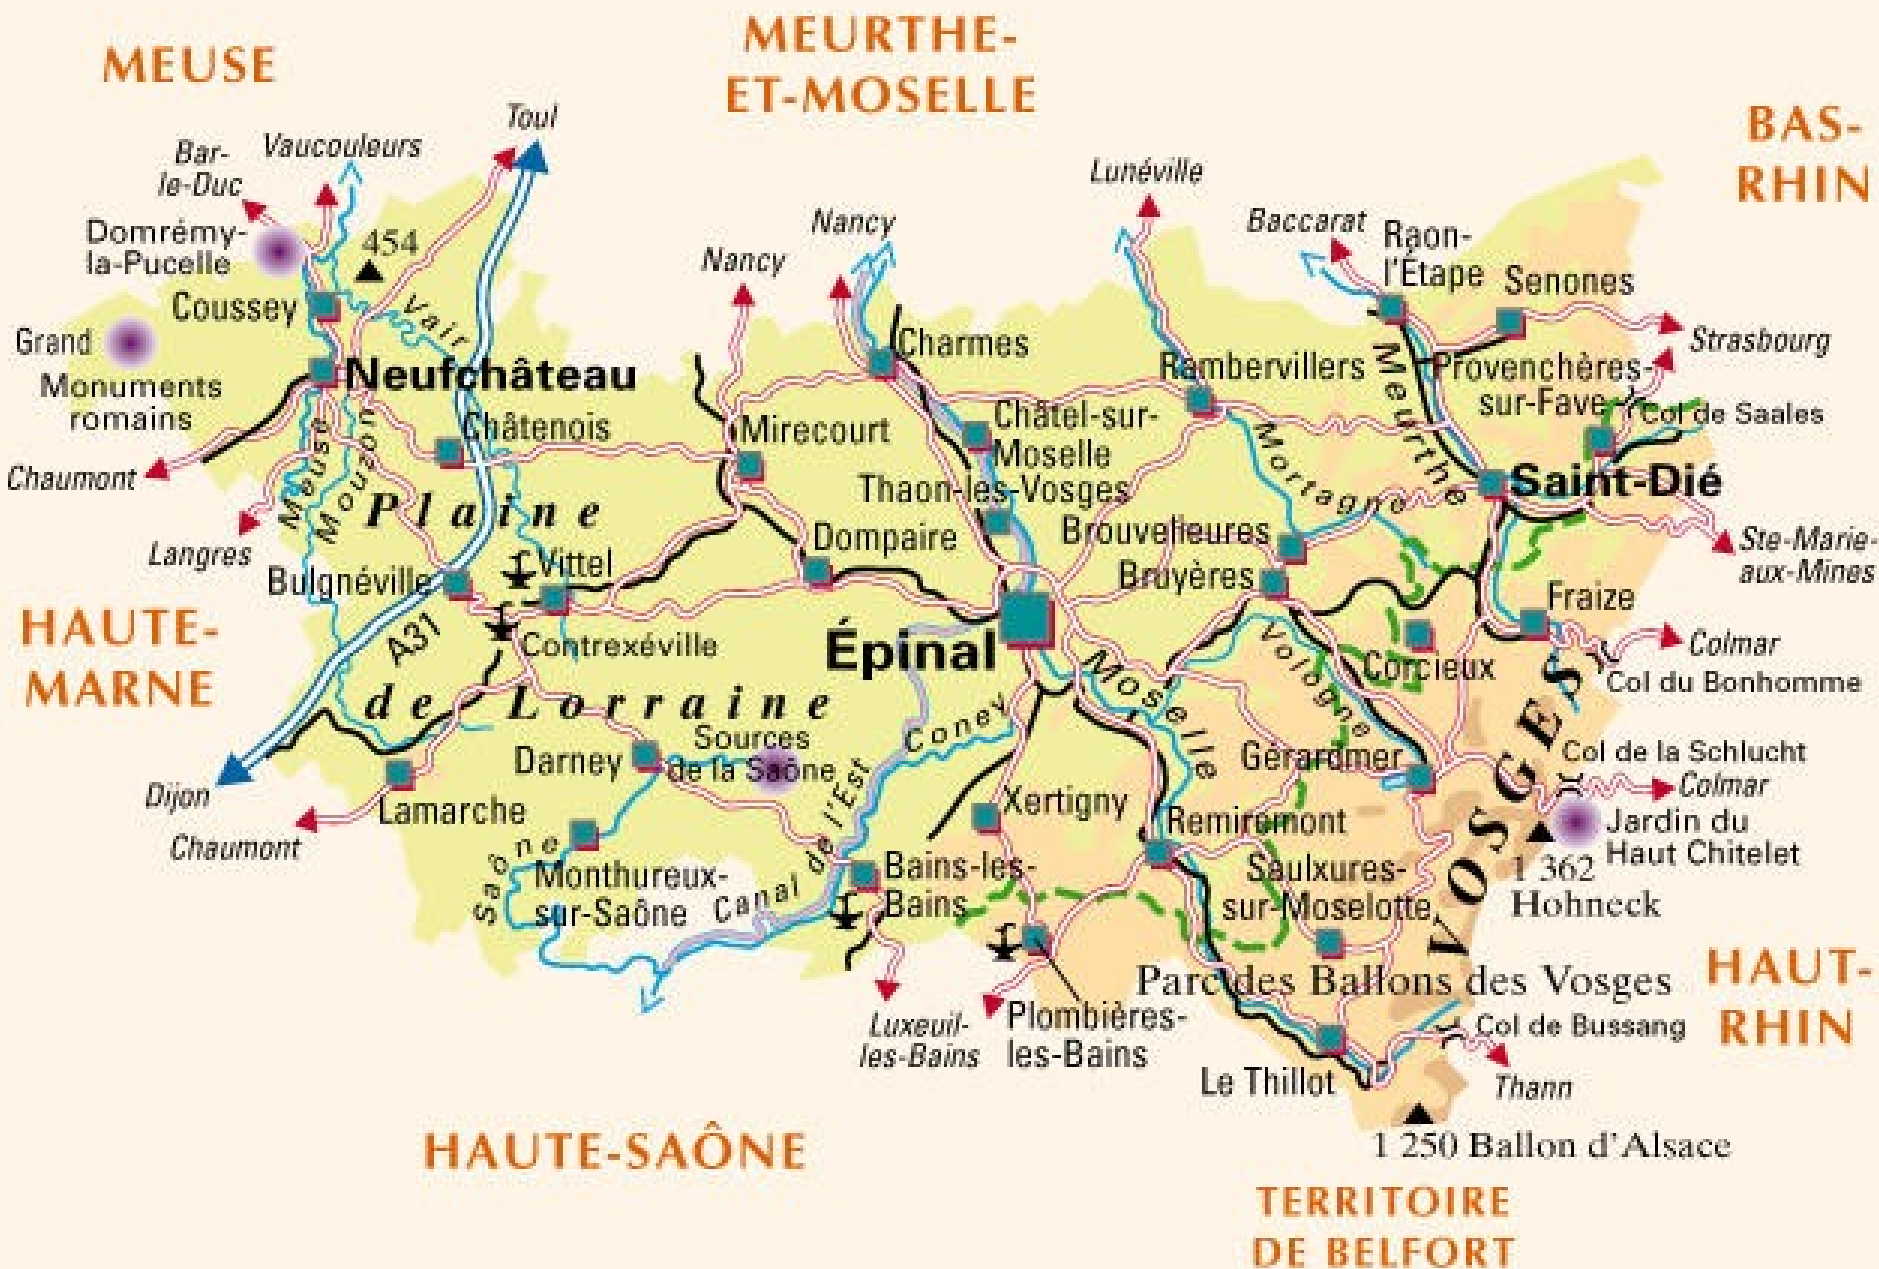 MEUSE
MEURTHE-
ET-MOSELLE
BAS-
RHIN
Toul
Bar-
le-Duc
Vaucouleurs
Lunéville
Nancy
Nancy
Baccarat
Domrémy-
la-Pucelle
454
Raon-
l'Étape
Senones
Coussey
Vair
Grand
Monuments
romains
Neufchâteau
Charmes
Strasbourg
Rambervillers
Meurthe
Provenchères-
sur-Fave
Col de Saales
Châtenois
Mirecourt
Châtel-sur-
Moselle
Chaumont
Meuse
Mouzon
Mortagne
Saint-Dié
Thaon-les-Vosges
Plaine
Langres
Dompaire
Brouvelieures
Ste-Marie-
aux-Mines
Bulgnéville
Vittel
Bruyères
Fraize
HAUTE-
MARNE
A31
Contrexéville
Épinal
Vologne
Corcieux
Colmar
Col du Bonhomme
Moselle
de Lorraine
Coney
Darney
Sources
de la Saône
Gérardmer
Col de la Schlucht
Colmar
Dijon
Lamarche
Chaumont
Xertigny
Remiremont
VOSGES
Jardin du
Haut Chitelet
Saône
Monthureux-
sur-Saône
Canal de l'Est
Bains-les-
Bains
Saulxures-
sur-Moselotte
1 362
Hohneck
Parc des Ballons des Vosges
HAUT-
RHIN
Luxeuil-
les-Bains
Plombières-
les-Bains
Col de Bussang
Le Thillot
Thann
HAUTE-SAÔNE
1 250 Ballon d'Alsace
TERRITOIRE
DE BELFORT